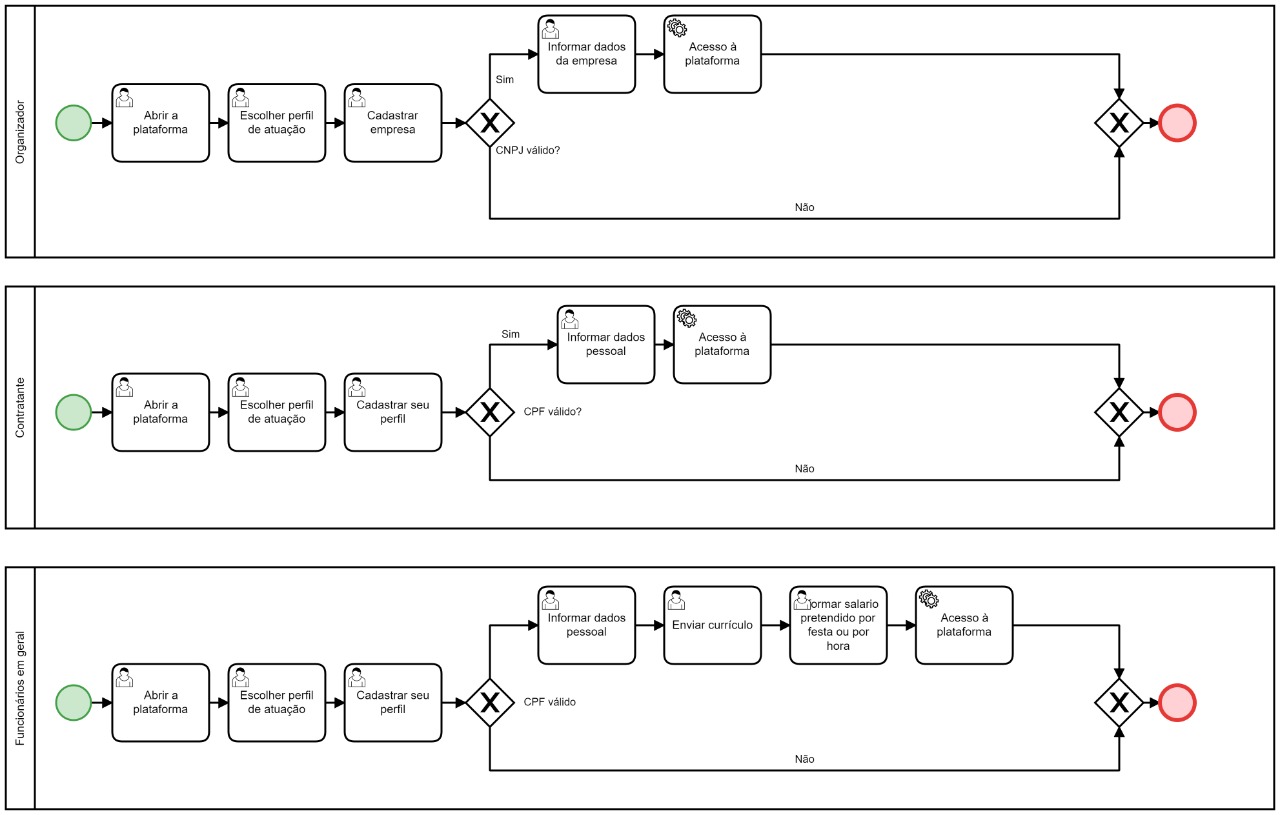 Organizador
Abrir a
plataforma
Escolher perfil
de atuação
Cadastrar
empresa
CNPJ válido?
Sim
Informar dados
da empresa
Acesso à
plataforma
Não
Contratante
Abrir a
plataforma
Escolher perfil
de atuação
Cadastrar seu
perfil
CPF válido?
Sim
Informar dados
pessoal
Acesso à
plataforma
Não
Funcionários em geral
Abrir a
plataforma
Escolher perfil
de atuação
Cadastrar seu
perfil
CPF válido
Informar dados
pessoal
Enviar currículo
salario
pretendido por
festa ou por
hora
Acesso à
plataforma
Não